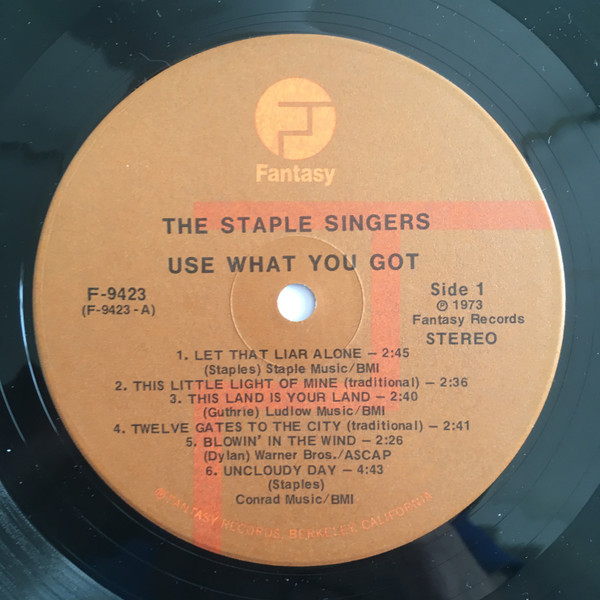 Fantasy
THE STAPLE SINGERS
USE WHAT YOU GOT
F-9423
(F-9423-A)
Side 1
℗ 1973
Fantasy Records
STEREO
1. LET THAT LIAR ALONE – 2:45
(Staples) Staple Music/BMI
2. THIS LITTLE LIGHT OF MINE (traditional) – 2:36
3. THIS LAND IS YOUR LAND – 2:40
(Guthrie) Ludlow Music/BMI
4. TWELVE GATES TO THE CITY (traditional) – 2:41
5. BLOWIN' IN THE WIND – 2:26
(Dylan) Warner Bros./ASCAP
6. UNCLOUDY DAY – 4:43
(Staples)
Conrad Music/BMI
FANTASY RECORDS, BERKELEY, CALIFORNIA